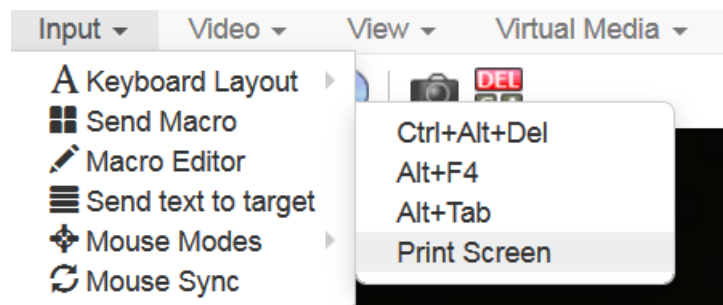 Input Video View Virtual Media
A Keyboard Layout
Send Macro
Macro Editor
Send text to target
Mouse Modes
Mouse Sync
DEL
Ctrl+Alt+Del
Alt+F4
Alt+Tab
Print Screen